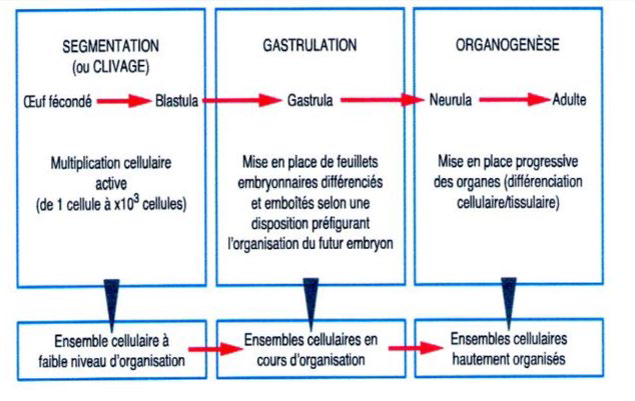 SEGMENTATION
(ou CLIVAGE)
Œuf fécondé
Blastula
Multiplication cellulaire
active
(de 1 cellule à x10³ cellules)
GASTRULATION
Gastrula
Mise en place de feuillets
embryonnaires différenciés
et emboîtés selon une
disposition préfigurant
l'organisation du futur embryon
ORGANOGENÈSE
Neurula
Adulte
Mise en place progressive
des organes (différenciation
cellulaire/tissulaire)
Ensemble cellulaire à
faible niveau d'organisation
Ensembles cellulaires en
cours d'organisation
Ensembles cellulaires
hautement organisés